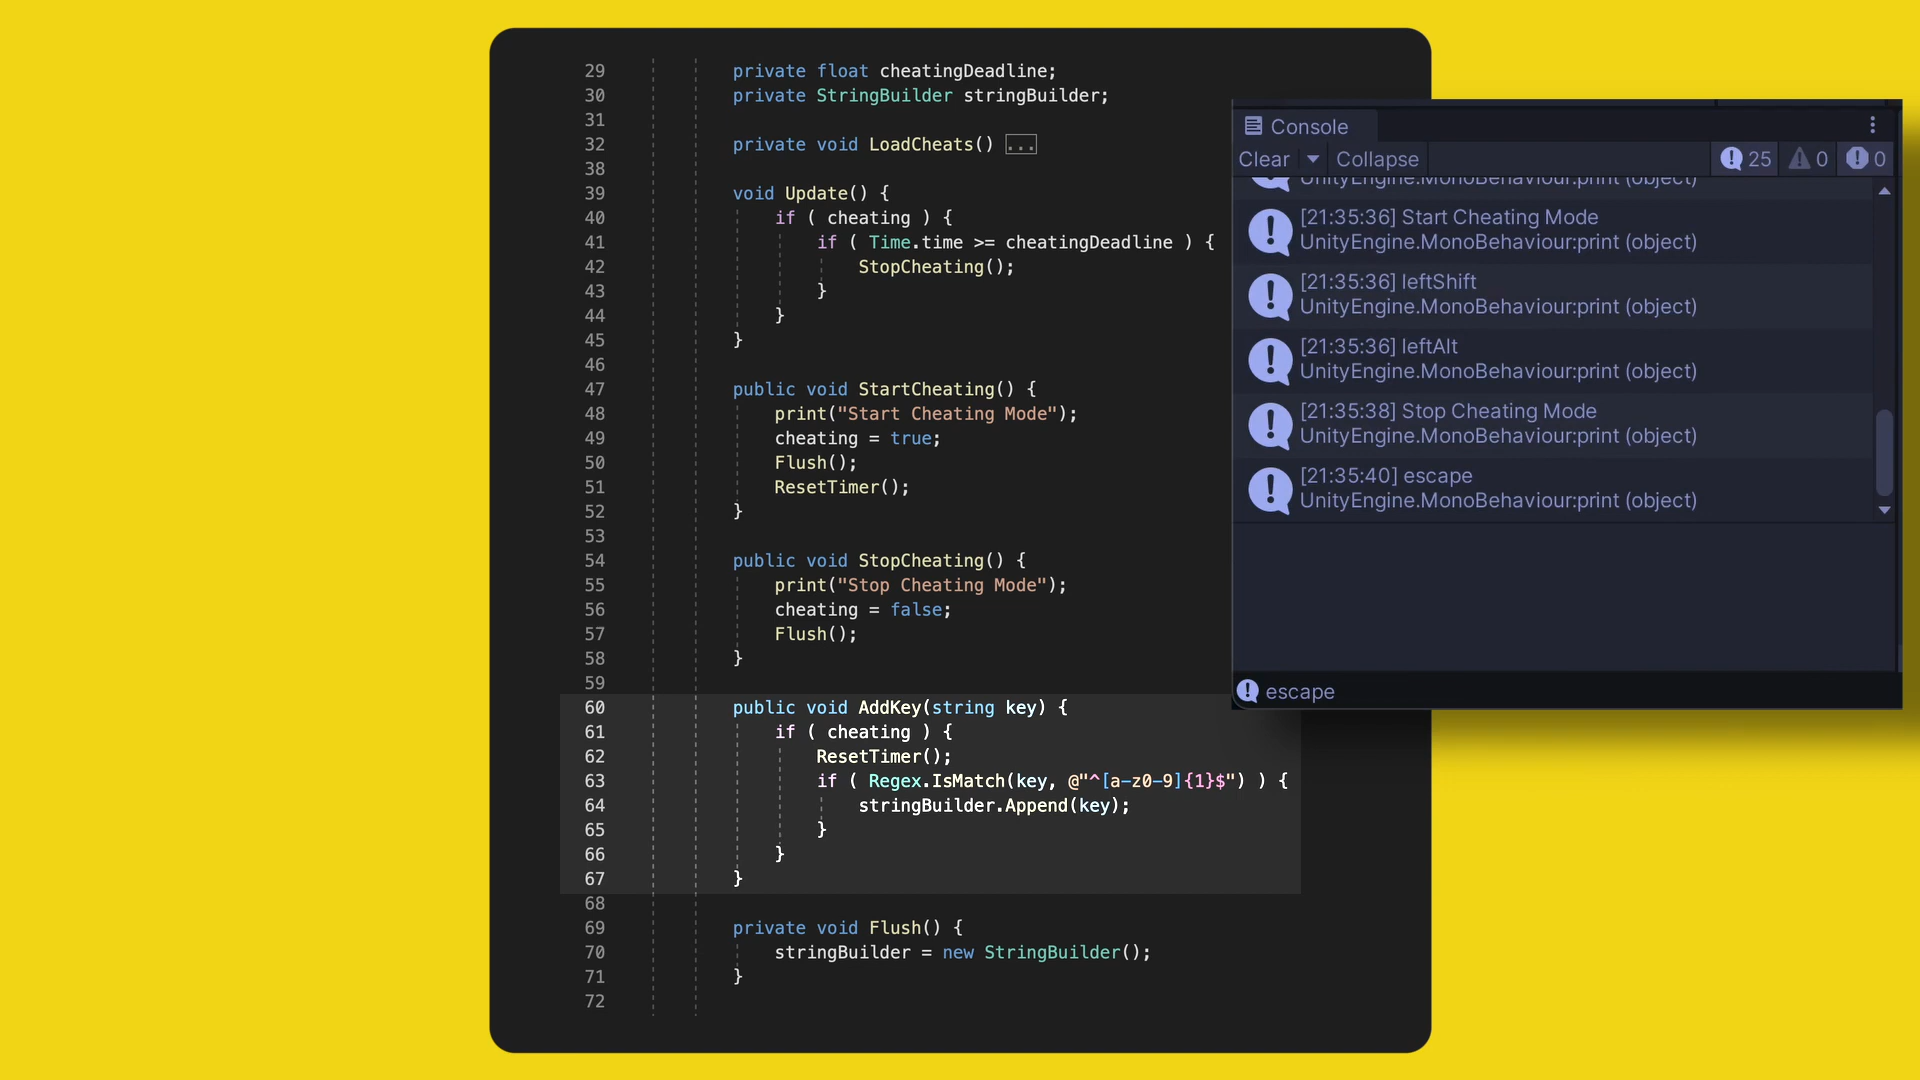 29 private float cheatingDeadline;
30 private StringBuilder stringBuilder;
31
32 private void LoadCheats() ...
38
39 void Update() {
40 if ( cheating ) {
41 if ( Time.time >= cheatingDeadline ) {
42 StopCheating();
43 }
44 }
45 }
46
47 public void StartCheating() {
48 print("Start Cheating Mode");
49 cheating = true;
50 Flush();
51 ResetTimer();
52 }
53
54 public void StopCheating() {
55 print("Stop Cheating Mode");
56 cheating = false;
57 Flush();
58 }
59
60 public void AddKey(string key) {
61 if ( cheating ) {
62 ResetTimer();
63 if ( Regex.IsMatch(key, @"^[a-z0-9]{1}$") ) {
64 stringBuilder.Append(key);
65 }
66 }
67 }
68
69 private void Flush() {
70 stringBuilder = new StringBuilder();
71 }
72
Console
Clear Collapse 25 0 0
UnityEngine.MonoBehaviour:print (object)
[21:35:36] Start Cheating Mode
UnityEngine.MonoBehaviour:print (object)
[21:35:36] leftShift
UnityEngine.MonoBehaviour:print (object)
[21:35:36] leftAlt
UnityEngine.MonoBehaviour:print (object)
[21:35:38] Stop Cheating Mode
UnityEngine.MonoBehaviour:print (object)
[21:35:40] escape
UnityEngine.MonoBehaviour:print (object)
escape